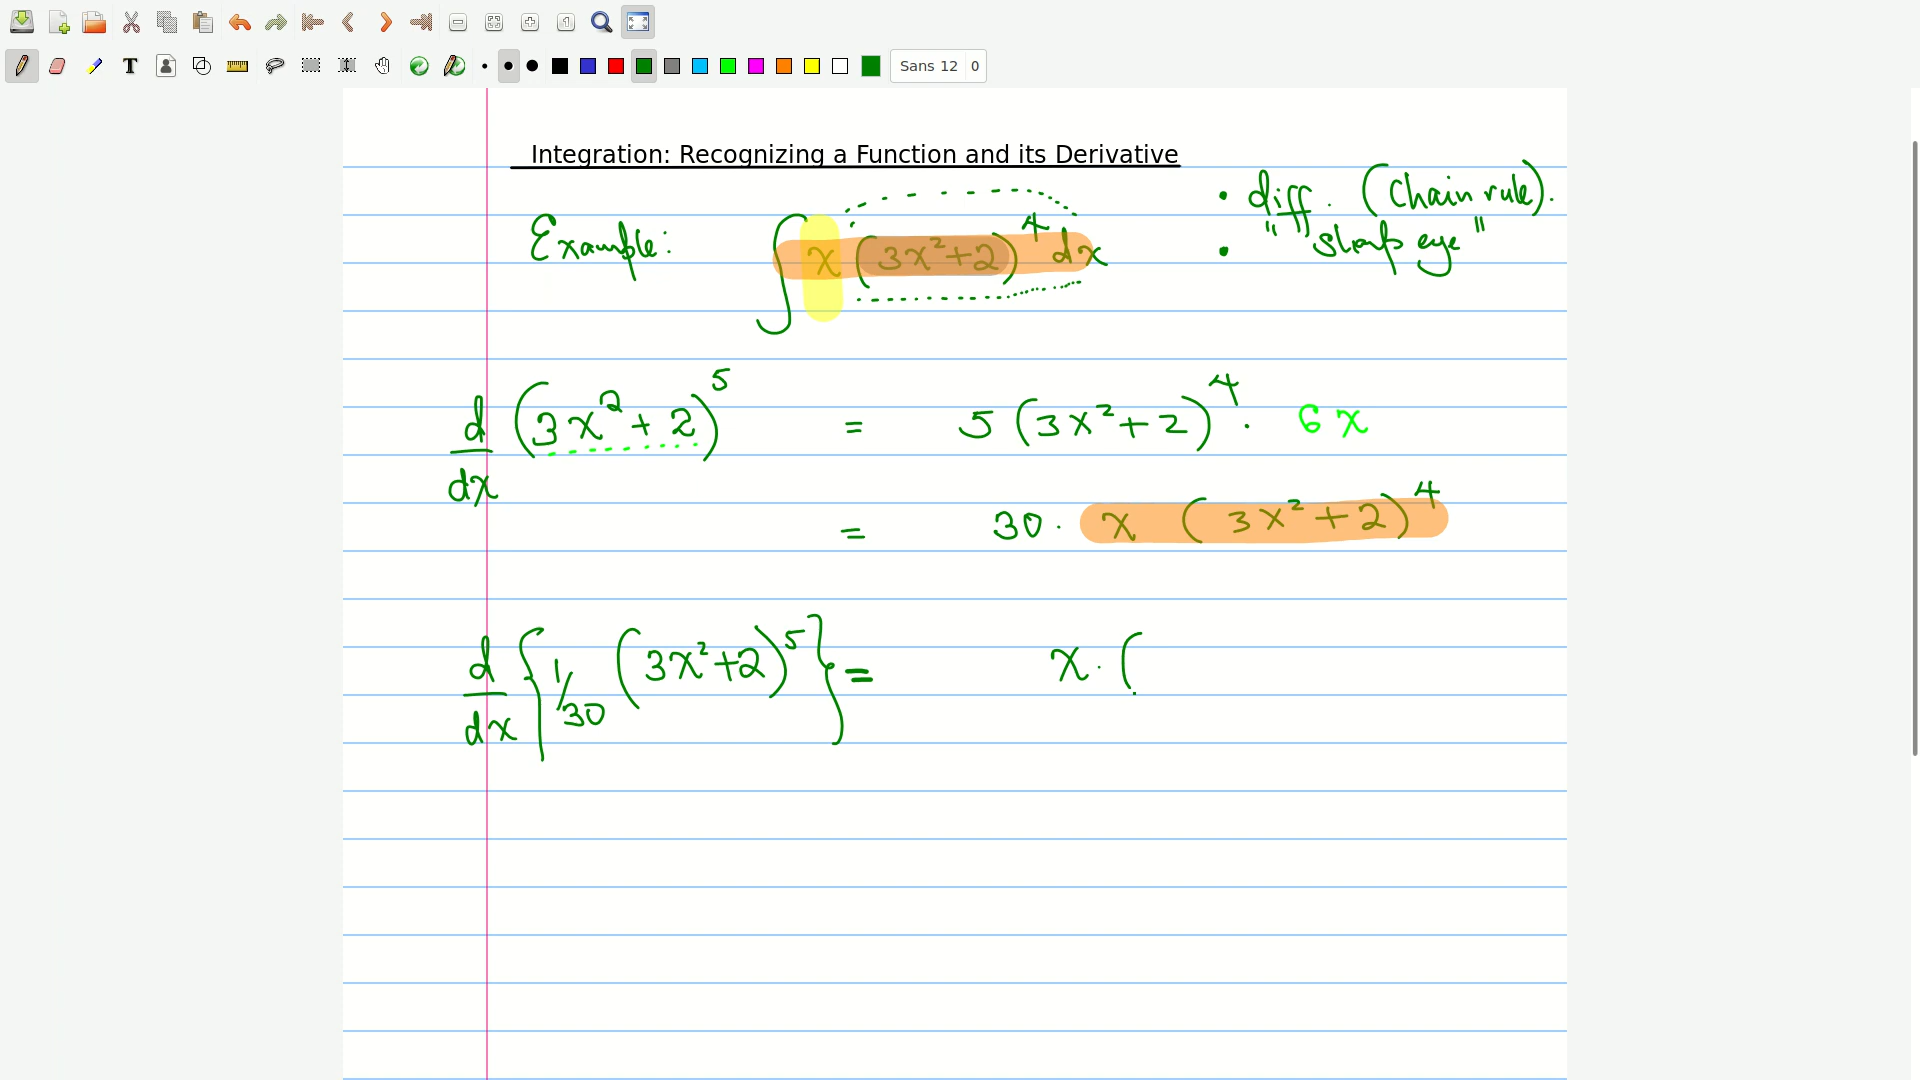 Sans 12 0
Integration: Recognizing a Function and its Derivative
• diff. (Chain rule).
Example: ∫ x (3x²+2)⁴ dx
• "sharp eye"
d/dx (3x² + 2)⁵ = 5 (3x²+2)⁴ · 6x
= 30 · x (3x²+2)⁴
d/dx { 1/30 (3x²+2)⁵ } = x · (